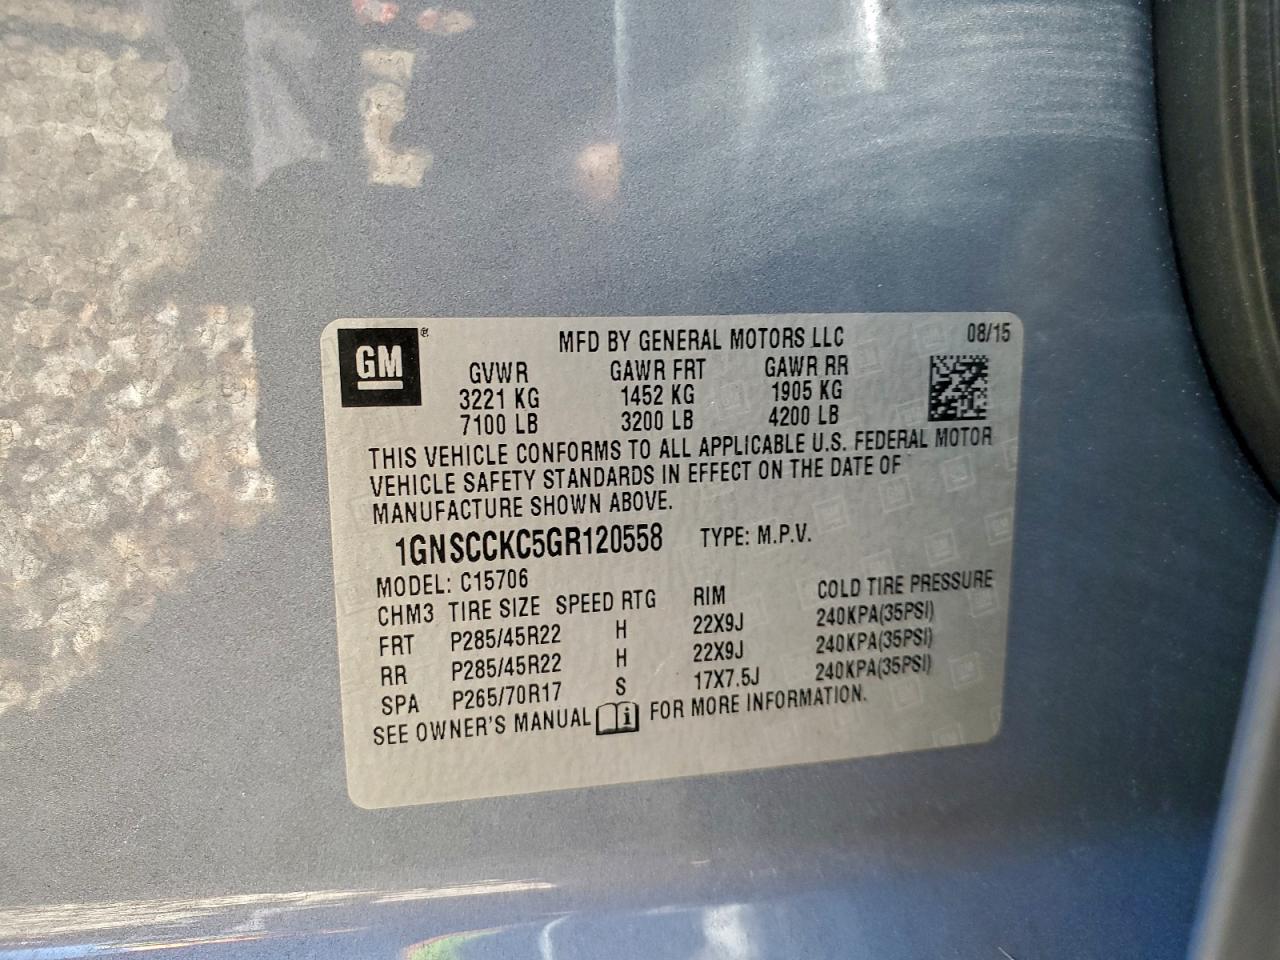 GM®
MFD BY GENERAL MOTORS LLC 08/15
GVWR GAWR FRT GAWR RR
3221 KG 1452 KG 1905 KG
7100 LB 3200 LB 4200 LB
THIS VEHICLE CONFORMS TO ALL APPLICABLE U.S. FEDERAL MOTOR
VEHICLE SAFETY STANDARDS IN EFFECT ON THE DATE OF
MANUFACTURE SHOWN ABOVE.
1GNSCCKC5GR120558 TYPE: M.P.V.
MODEL: C15706
CHM3 TIRE SIZE SPEED RTG RIM COLD TIRE PRESSURE
FRT P285/45R22 H 22X9J 240KPA(35PSI)
RR P285/45R22 H 22X9J 240KPA(35PSI)
SPA P265/70R17 S 17X7.5J 240KPA(35PSI)
SEE OWNER'S MANUAL i FOR MORE INFORMATION.